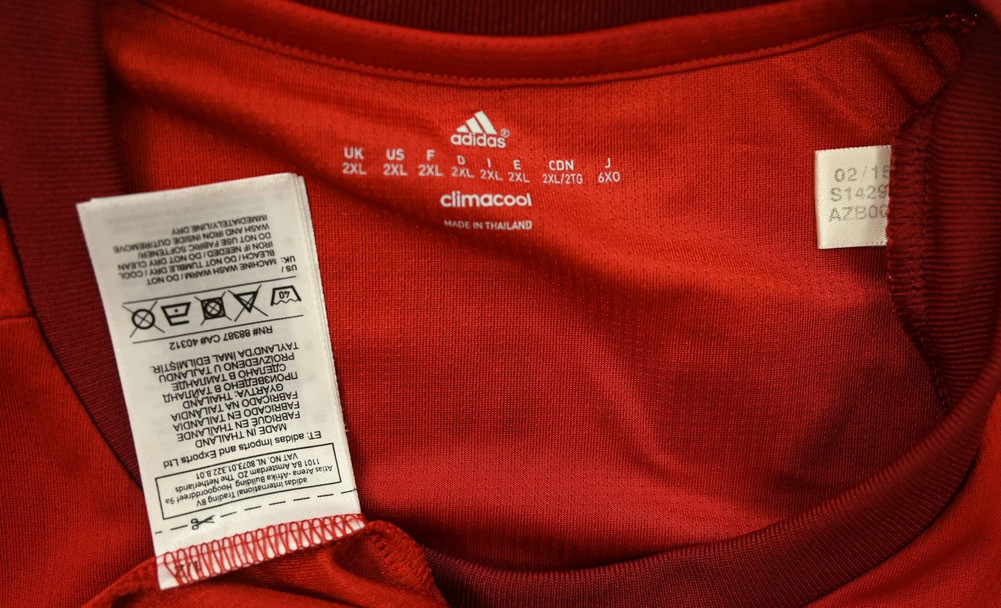 adidas®
UK US F D I E CDN J
2XL 2XL 2XL 2XL 2XL 2XL 2XL/2TG 6XO
climacool
MADE IN THAILAND
02/15
S1429
AZB00
adidas International Trading BV
Atlas Arena Afrika Building Hoogoorddreef 9a
1101 BA Amsterdam ZO, The Netherlands
VAT NO. NL 8073.01.322.B.01
ET: adidas Imports and Exports Ltd
MADE IN THAILAND
FABRIQUÉ EN THAILANDE
FABRICADO EN TAILANDIA
FABRICADO NA TAILÂNDIA
GYÁRTVA: THAIFÖLD
ПРОИЗВЕДЕНО В ТАЙЛАНД
СДЕЛАНО В ТАИЛАНДЕ
PROIZVEDENO U TAJLANDU
TAYLAND'DA İMAL EDİLMİŞTİR.
RN# 88387 CA# 40312
40
US /
UK: MACHINE WASH WARM / DO NOT
BLEACH / DO NOT TUMBLE DRY / COOL
IRON IF NEEDED / DO NOT DRY CLEAN
DO NOT USE FABRIC SOFTENER/
WASH AND IRON INSIDE OUT/REMOVE
IMMEDIATELY/LINE DRY